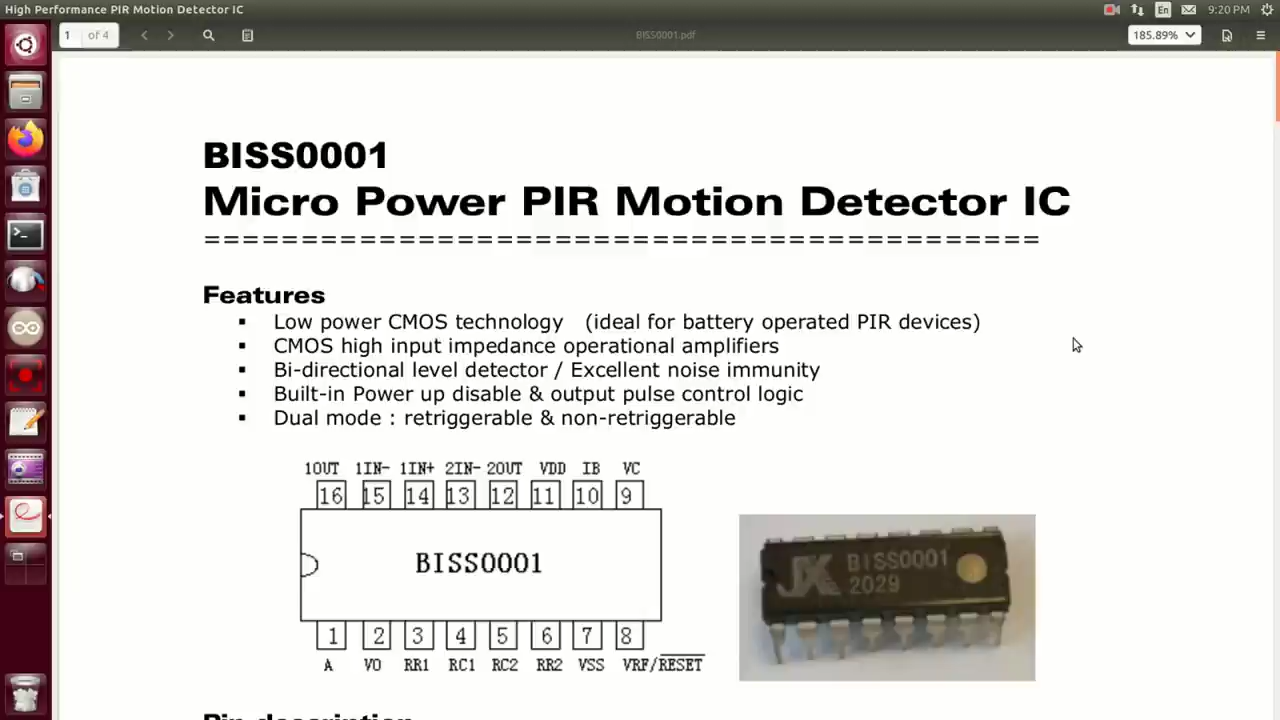 High Performance PIR Motion Detector IC
En
9:20 PM
1 of 4
BISS0001.pdf
185.89%
BISS0001
Micro Power PIR Motion Detector IC
===========================================
Features
▪ Low power CMOS technology (ideal for battery operated PIR devices)
▪ CMOS high input impedance operational amplifiers
▪ Bi-directional level detector / Excellent noise immunity
▪ Built-in Power up disable & output pulse control logic
▪ Dual mode : retriggerable & non-retriggerable
1OUT 1IN- 1IN+ 2IN- 2OUT VDD IB VC
16 15 14 13 12 11 10 9
BISS0001
1 2 3 4 5 6 7 8
A VO RR1 RC1 RC2 RR2 VSS VRF/RESET
JX BISS0001
2029
Pin description